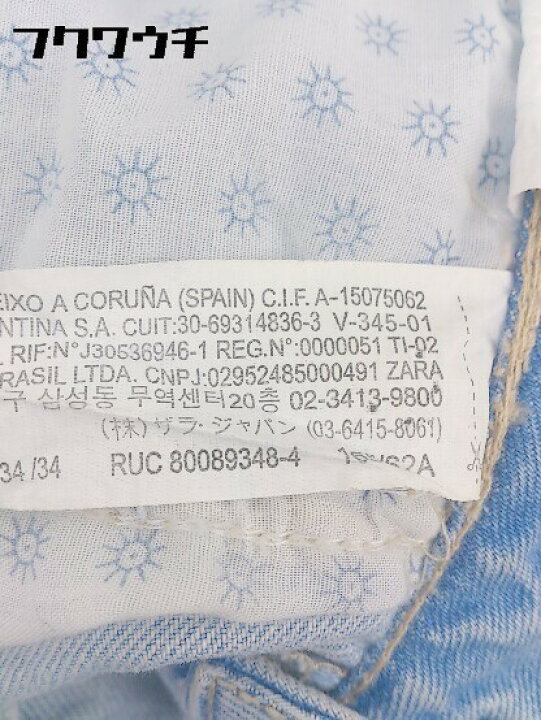 フクワウチ
EIXO A CORUÑA (SPAIN) C.I.F. A-15075062
NTINA S.A. CUIT:30-69314836-3 V-345-01
RIF:N°J30536946-1 REG.N°:0000051 TI-02
RASIL LTDA. CNPJ:02952485000491 ZARA
구 삼성동 무역센터20층 02-3413-9800
(株) ザラ・ジャパン (03-6415-8061)
34 /34 RUC 80089348-4